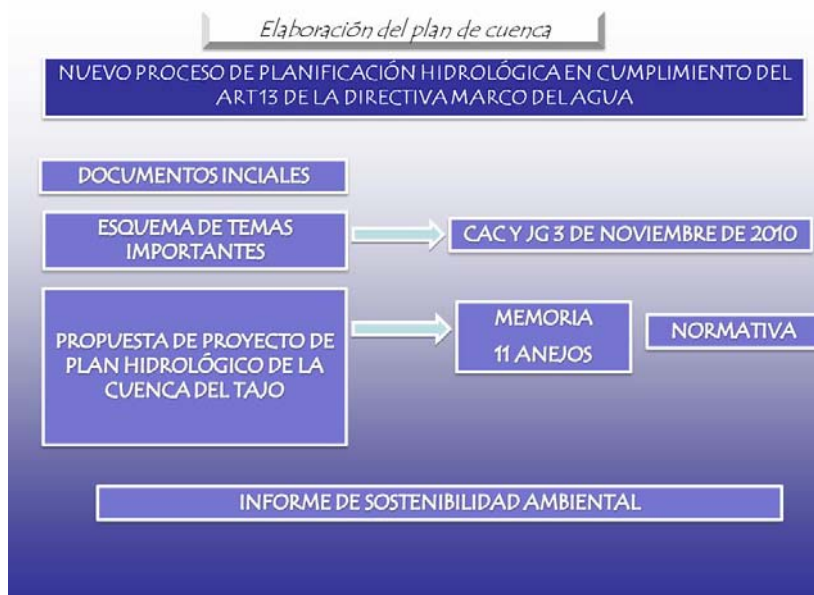 Elaboración del plan de cuenca
NUEVO PROCESO DE PLANIFICACIÓN HIDROLÓGICA EN CUMPLIMIENTO DEL
ART 13 DE LA DIRECTIVA MARCO DEL AGUA
DOCUMENTOS INCIALES
ESQUEMA DE TEMAS
IMPORTANTES
CAC Y JG 3 DE NOVIEMBRE DE 2010
PROPUESTA DE PROYECTO DE
PLAN HIDROLÓGICO DE LA
CUENCA DEL TAJO
MEMORIA
11 ANEJOS
NORMATIVA
INFORME DE SOSTENIBILIDAD AMBIENTAL